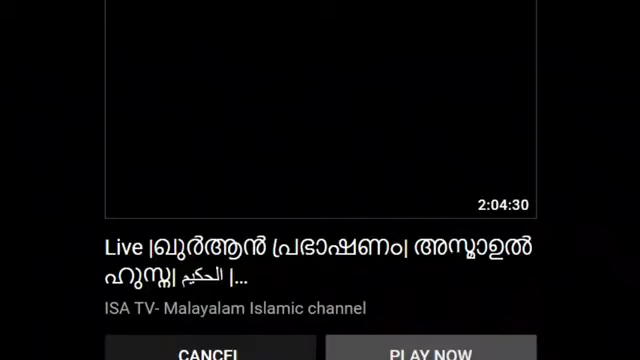 2:04:30
Live |ഖുർആൻ പ്രഭാഷണം| അസ്മാഉൽ
ഹുസ്ന| الحكيم |...
ISA TV- Malayalam Islamic channel
CANCEL
PLAY NOW